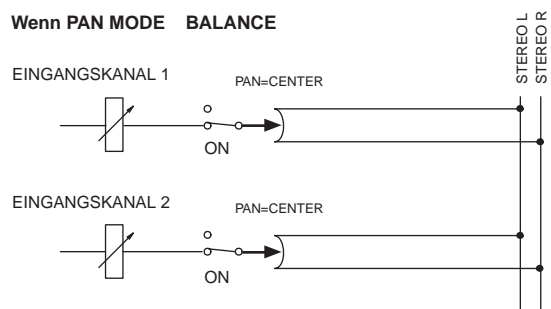 Wenn PAN MODE BALANCE
STEREO L
STEREO R
EINGANGSKANAL 1
PAN=CENTER
ON
EINGANGSKANAL 2
PAN=CENTER
ON